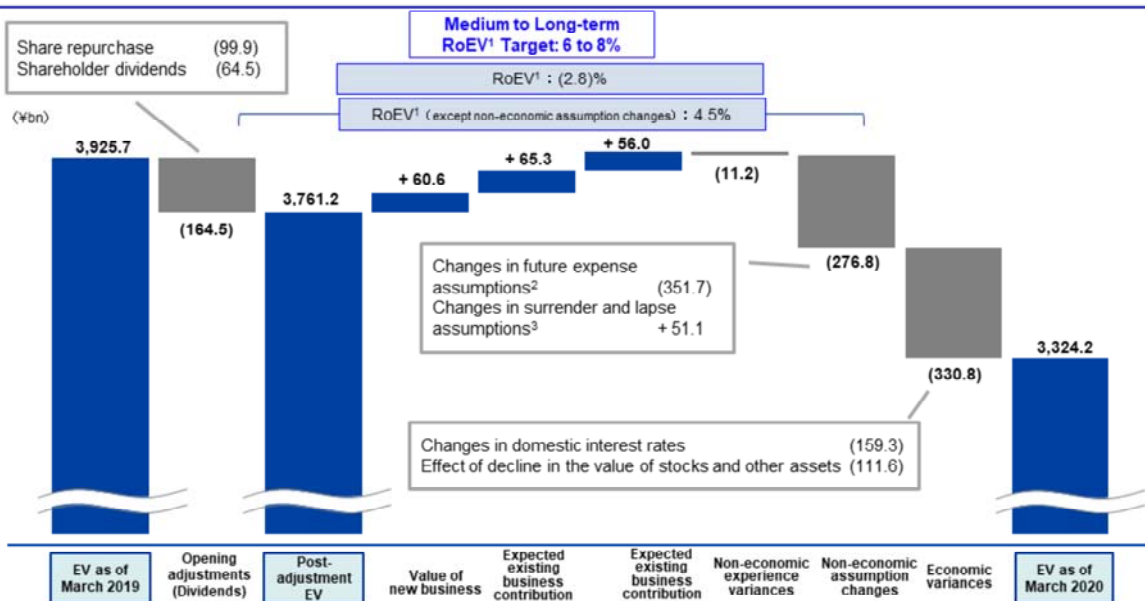 Medium to Long-term
RoEV¹ Target: 6 to 8%
Share repurchase (99.9)
Shareholder dividends (64.5)
RoEV¹ : (2.8)%
RoEV¹ (except non-economic assumption changes) : 4.5%
(¥bn)
3,925.7
(164.5)
3,761.2
+ 60.6
+ 65.3
+ 56.0
(11.2)
(276.8)
(330.8)
3,324.2
Changes in future expense
assumptions² (351.7)
Changes in surrender and lapse
assumptions³ + 51.1
Changes in domestic interest rates (159.3)
Effect of decline in the value of stocks and other assets (111.6)
EV as of
March 2019
Opening
adjustments
(Dividends)
Post-
adjustment
EV
Value of
new business
Expected
existing
business
contribution
Expected
existing
business
contribution
Non-economic
experience
variances
Non-economic
assumption
changes
Economic
variances
EV as of
March 2020